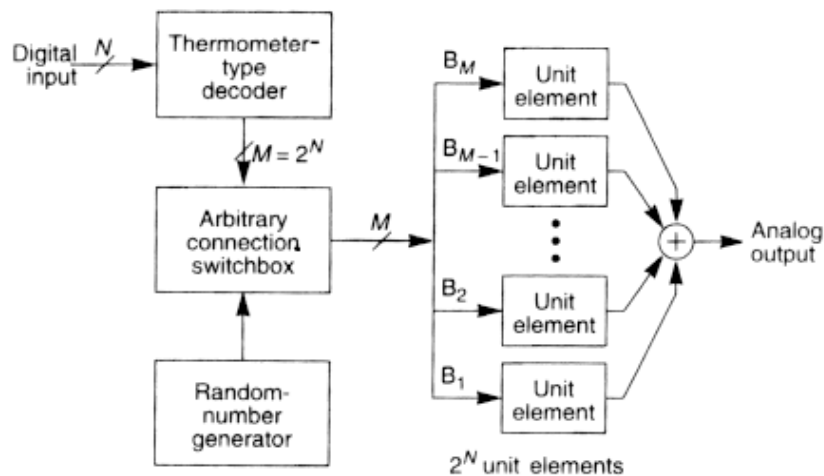 Digital
input
N
Thermometer-
type
decoder
M = 2^N
Arbitrary
connection.
switchbox
M
Random-
number
generator
B_M
Unit
element
B_{M-1}
Unit
element
B_2
Unit
element
B_1
Unit
element
+
Analog
output
2^N unit elements